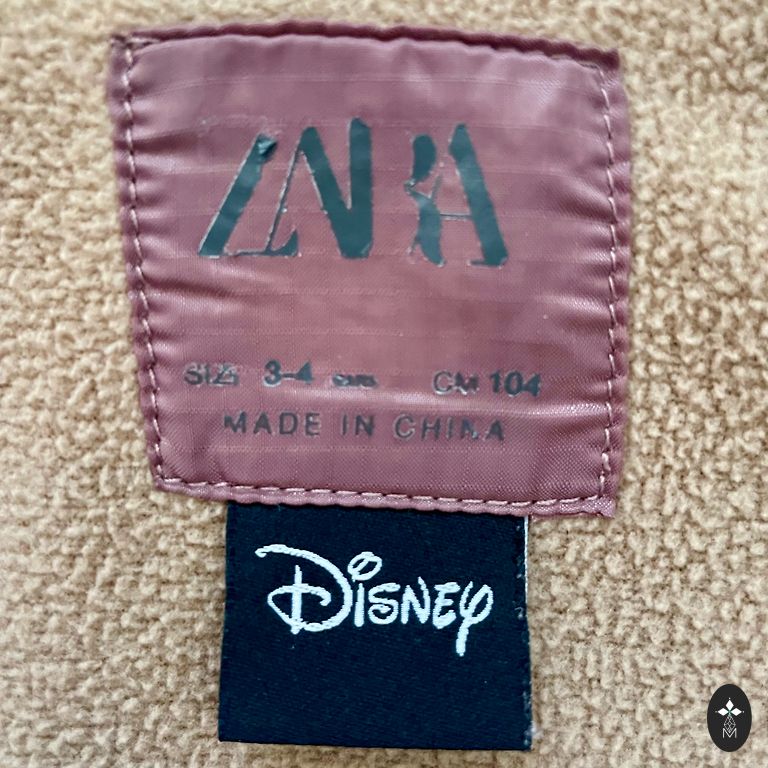 ZARA
SIZE 3-4 CM 104
MADE IN CHINA
Disney
M